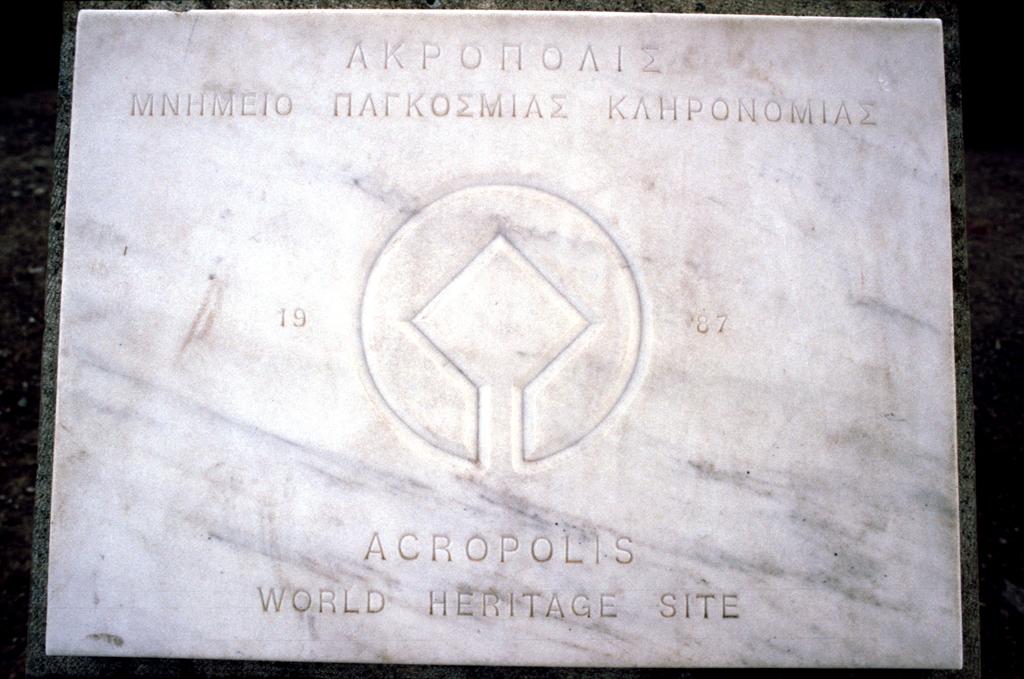 ΑΚΡΟΠΟΛΙΣ
ΜΝΗΜΕΙΟ ΠΑΓΚΟΣΜΙΑΣ ΚΛΗΡΟΝΟΜΙΑΣ
19 87
ACROPOLIS
WORLD HERITAGE SITE